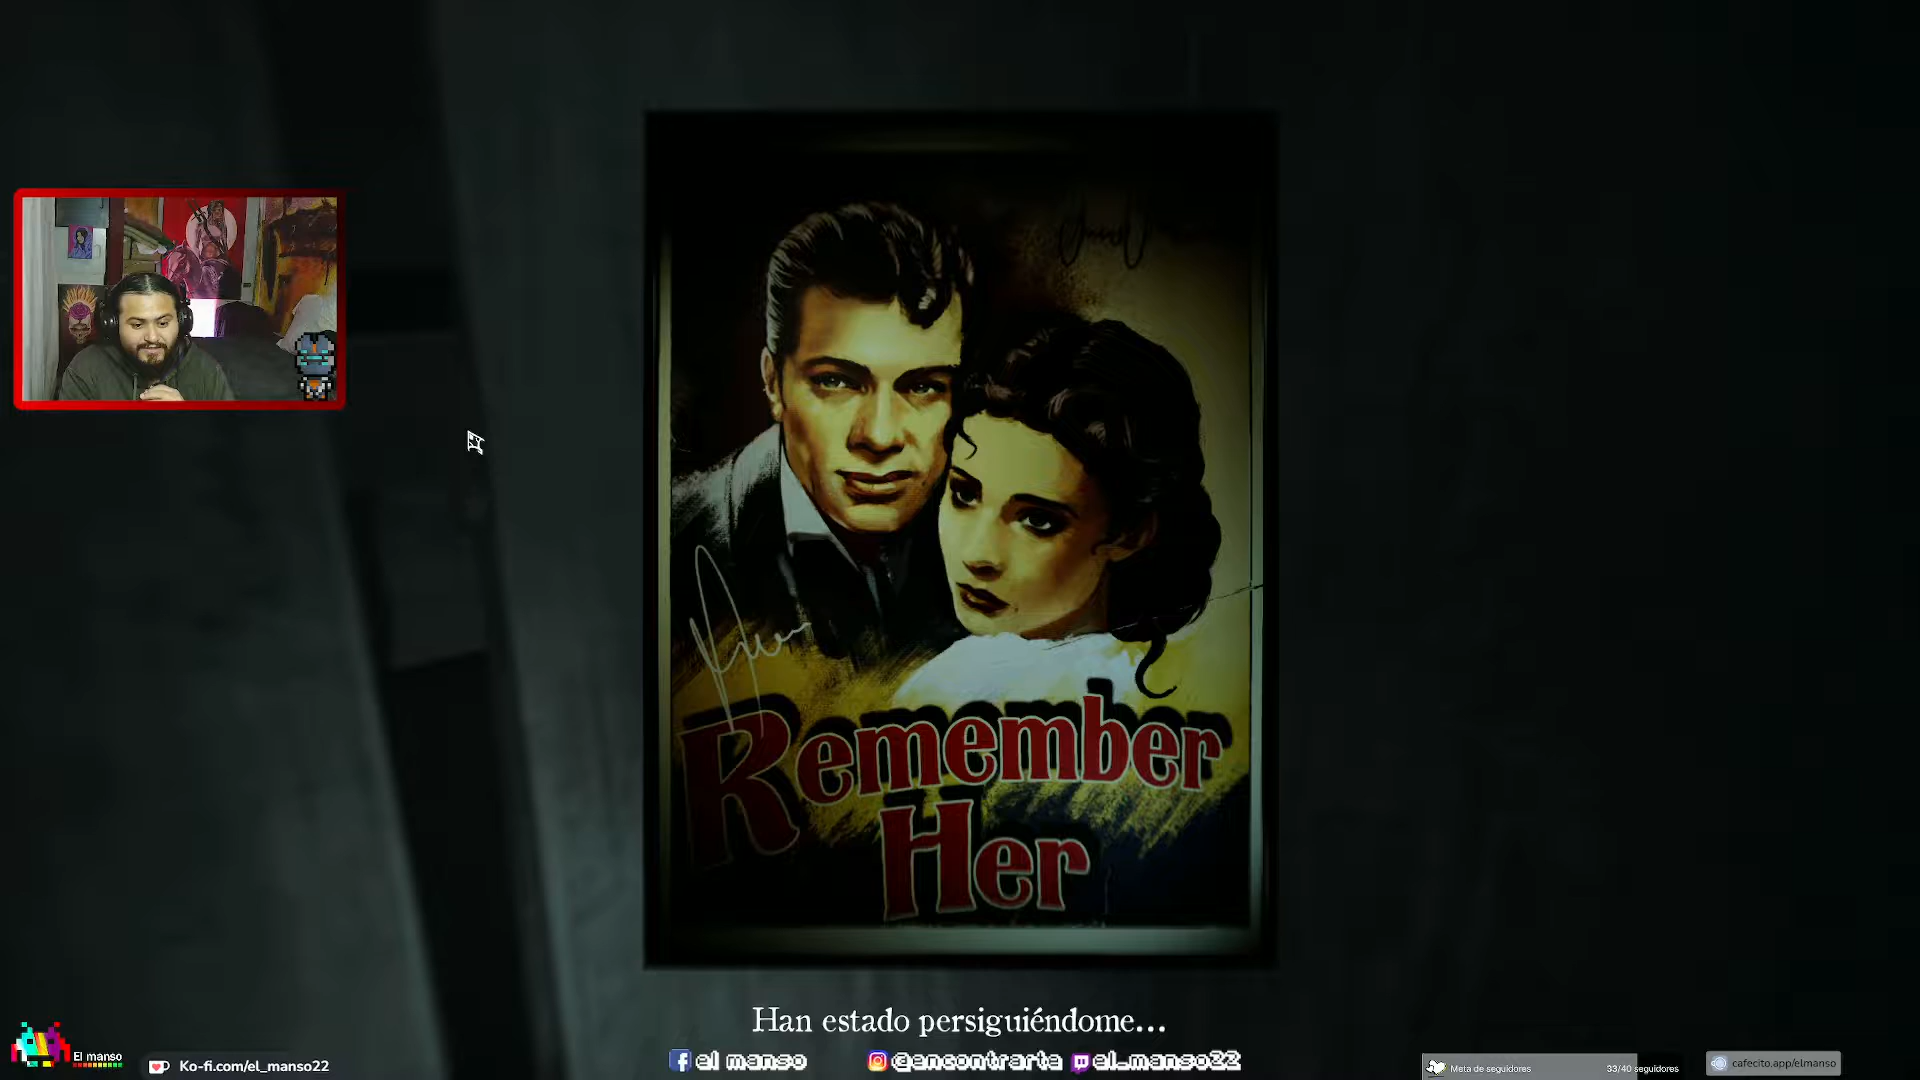 Remember
Her
Han estado persiguiéndome...
El manso
Ko-fi.com/el_manso22
el manso
@encontrarte
el_manso22
Meta de seguidores
33/40 seguidores
cafecito.app/elmanso